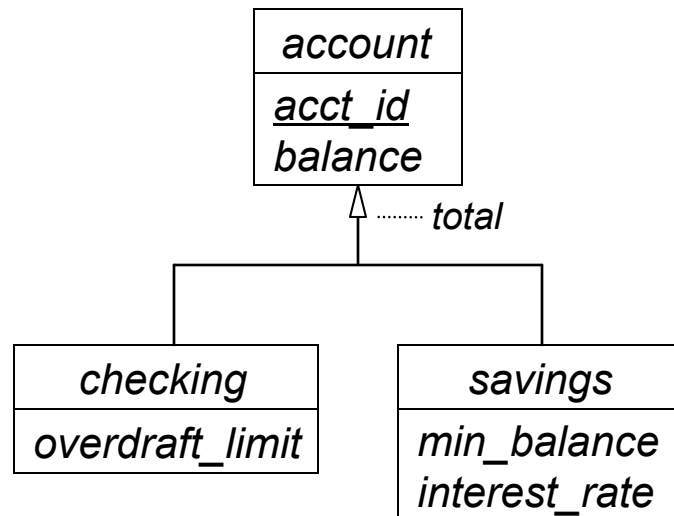 account
acct_id
balance
total
checking
savings
overdraft_limit
min_balance
interest_rate